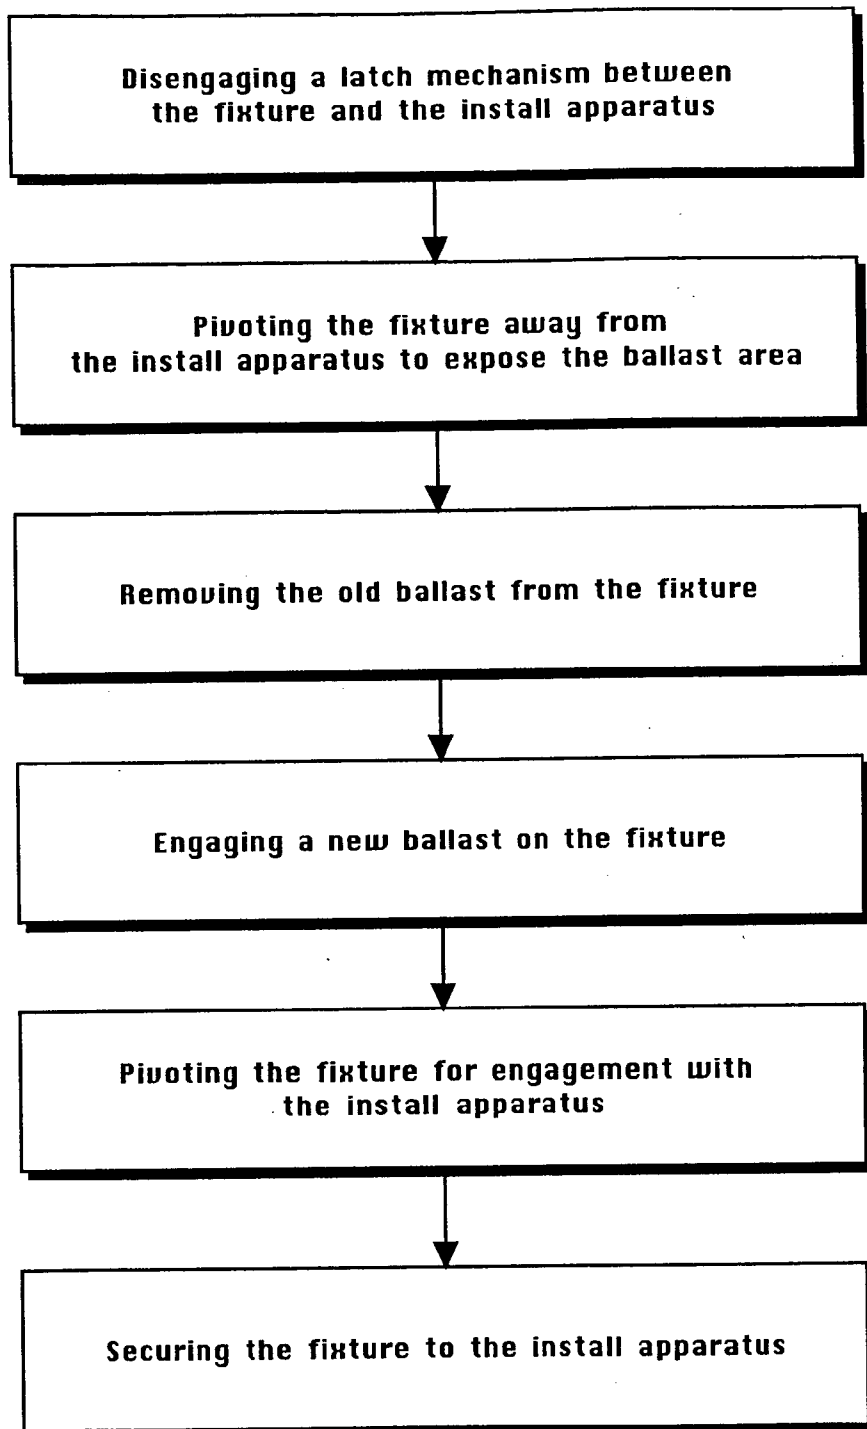 Disengaging a latch mechanism between
the fixture and the install apparatus
Pivoting the fixture away from
the install apparatus to expose the ballast area
Removing the old ballast from the fixture
Engaging a new ballast on the fixture
Pivoting the fixture for engagement with
the install apparatus
Securing the fixture to the install apparatus